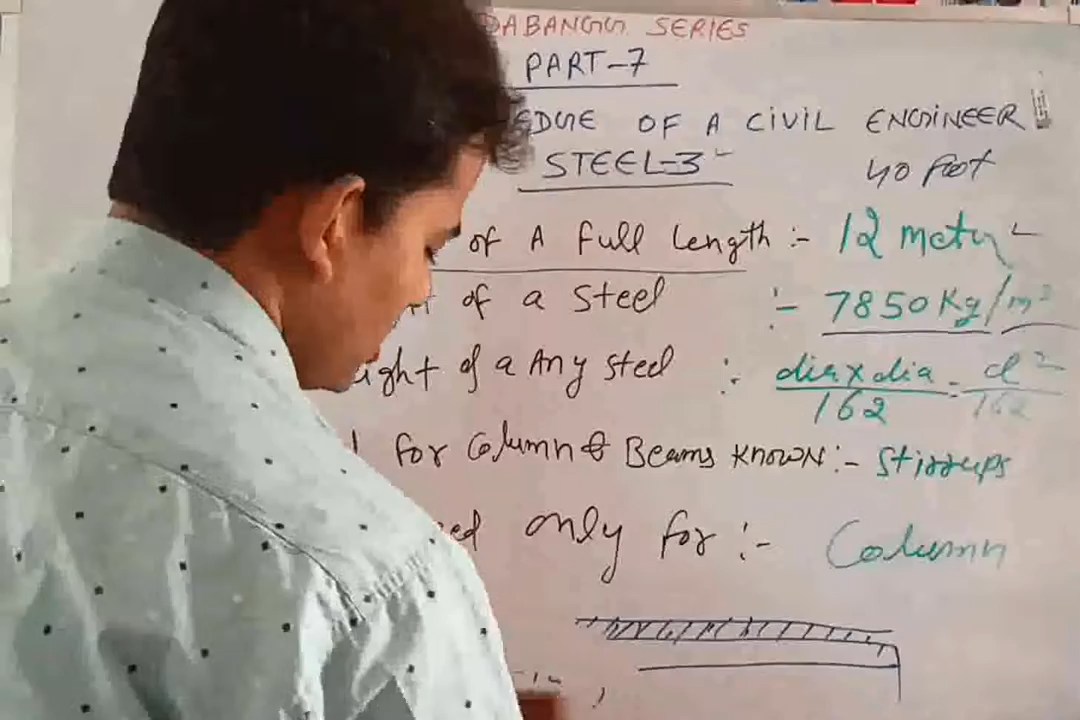 DABANGG SERIES
PART-7
EDGE OF A CIVIL ENGINEER
STEEL-3
40 feet
of A full length :- 12 meter
of a Steel :- 7850 Kg/m³
ight of a Any steel : dia x dia/162 = d²/162
for Column & Beams Known :- Stirrups
ed only for :- Column